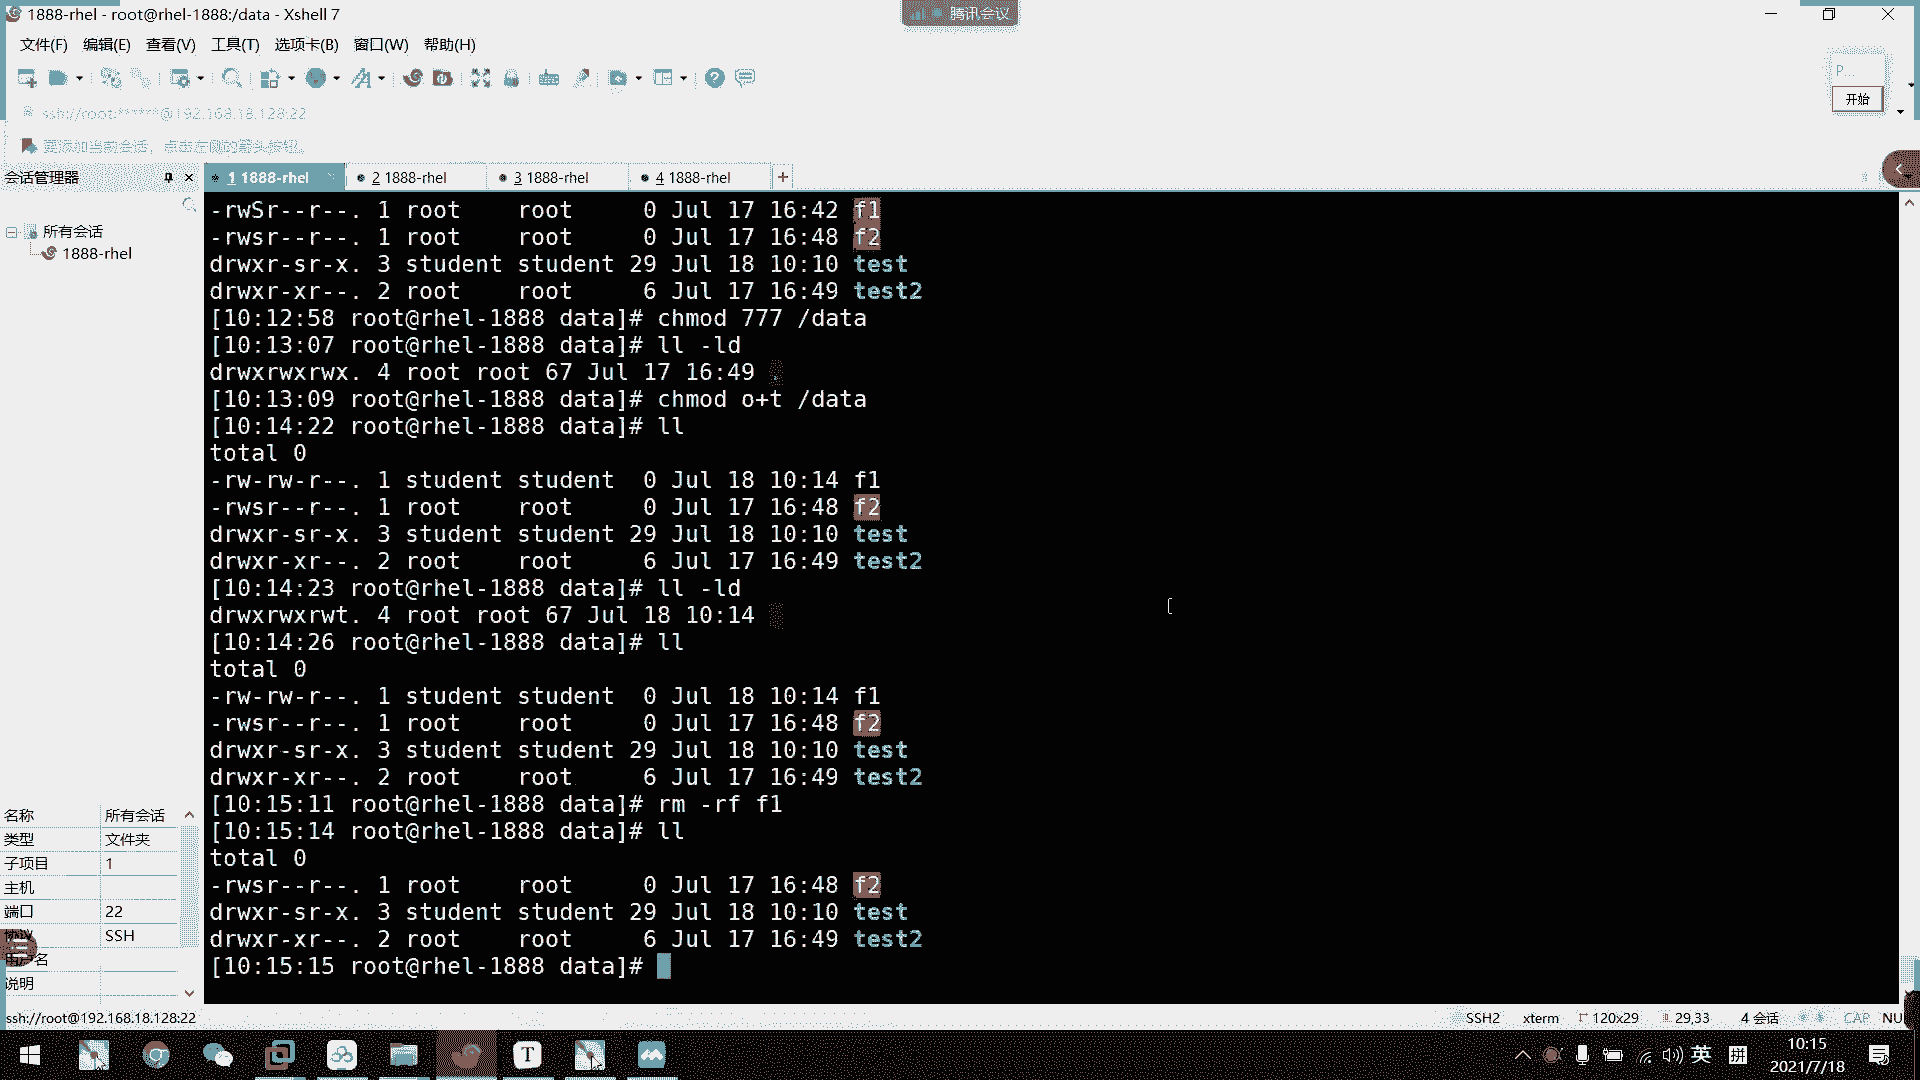 1888-rhel - root@rhel-1888:/data - Xshell 7
腾讯会议
文件(F) 编辑(E) 查看(V) 工具(T) 选项卡(B) 窗口(W) 帮助(H)
P...
开始
ssh://root:******@192.168.18.128:22
要添加当前会话，点击左侧的箭头按钮。
会话管理器
1 1888-rhel
2 1888-rhel
3 1888-rhel
4 1888-rhel
所有会话
1888-rhel
-rwSr--r--. 1 root    root     0 Jul 17 16:42 f1
-rwsr--r--. 1 root    root     0 Jul 17 16:48 f2
drwxr-sr-x. 3 student student 29 Jul 18 10:10 test
drwxr-xr--. 2 root    root     6 Jul 17 16:49 test2
[10:12:58 root@rhel-1888 data]# chmod 777 /data
[10:13:07 root@rhel-1888 data]# ll -ld
drwxrwxrwx. 4 root root 67 Jul 17 16:49 .
[10:13:09 root@rhel-1888 data]# chmod o+t /data
[10:14:22 root@rhel-1888 data]# ll
total 0
-rw-rw-r--. 1 student student  0 Jul 18 10:14 f1
-rwsr--r--. 1 root    root     0 Jul 17 16:48 f2
drwxr-sr-x. 3 student student 29 Jul 18 10:10 test
drwxr-xr--. 2 root    root     6 Jul 17 16:49 test2
[10:14:23 root@rhel-1888 data]# ll -ld
drwxrwxrwt. 4 root root 67 Jul 18 10:14
[10:14:26 root@rhel-1888 data]# ll
total 0
-rw-rw-r--. 1 student student  0 Jul 18 10:14 f1
-rwsr--r--. 1 root    root     0 Jul 17 16:48 f2
drwxr-sr-x. 3 student student 29 Jul 18 10:10 test
drwxr-xr--. 2 root    root     6 Jul 17 16:49 test2
[10:15:11 root@rhel-1888 data]# rm -rf f1
[10:15:14 root@rhel-1888 data]# ll
total 0
-rwsr--r--. 1 root    root     0 Jul 17 16:48 f2
drwxr-sr-x. 3 student student 29 Jul 18 10:10 test
drwxr-xr--. 2 root    root     6 Jul 17 16:49 test2
[10:15:15 root@rhel-1888 data]#
名称 所有会话
类型 文件夹
子项目 1
主机
端口 22
协议 SSH
说明
ssh://root@192.168.18.128:22
SSH2 xterm 120x29 29,33 4 会话 CAP NU
英 拼
10:15
2021/7/18